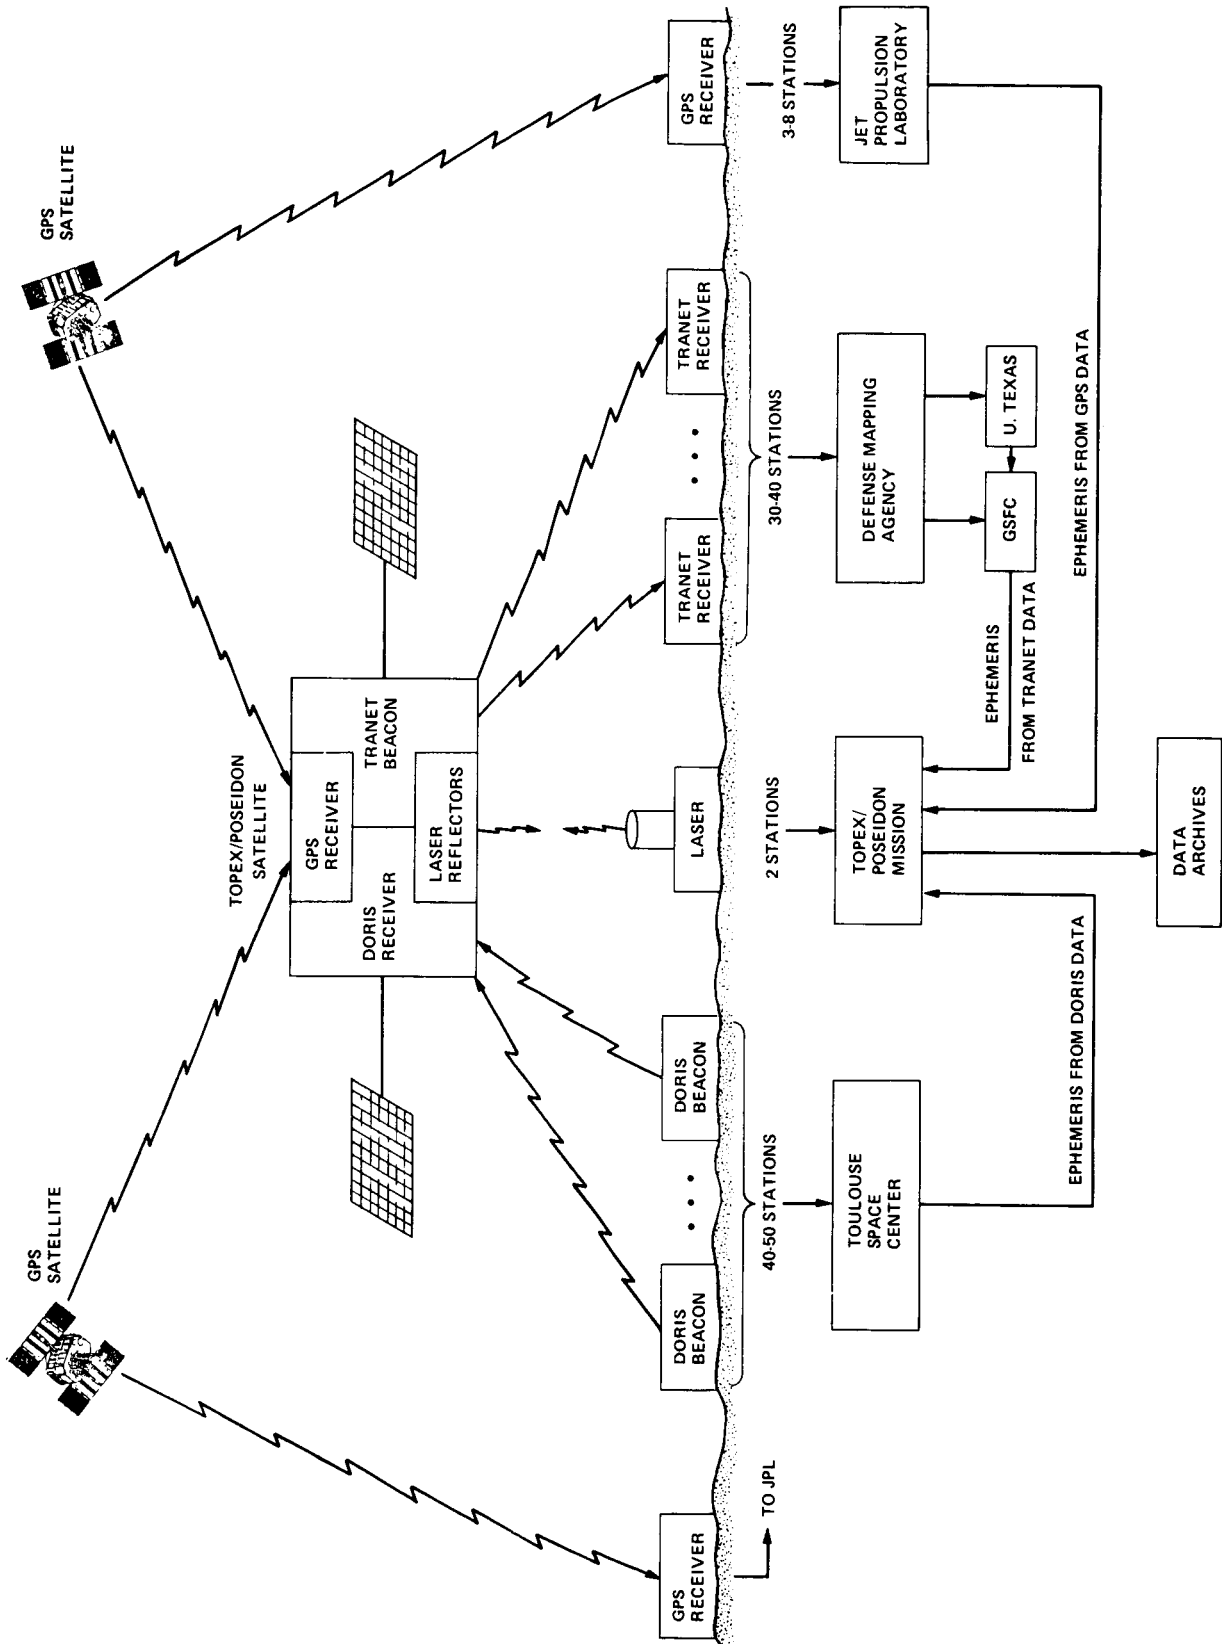 GPS
SATELLITE
GPS
SATELLITE
TOPEX/POSEIDON
SATELLITE
GPS
RECEIVER
DORIS
RECEIVER
TRANET
BEACON
LASER
REFLECTORS
GPS
RECEIVER
DORIS
BEACON
DORIS
BEACON
LASER
TRANET
RECEIVER
TRANET
RECEIVER
GPS
RECEIVER
TO JPL
40-50 STATIONS
2 STATIONS
30-40 STATIONS
3-8 STATIONS
TOULOUSE
SPACE
CENTER
TOPEX/
POSEIDON
MISSION
DEFENSE MAPPING
AGENCY
JET
PROPULSION
LABORATORY
GSFC
U. TEXAS
EPHEMERIS
FROM TRANET DATA
EPHEMERIS FROM DORIS DATA
EPHEMERIS FROM GPS DATA
DATA
ARCHIVES